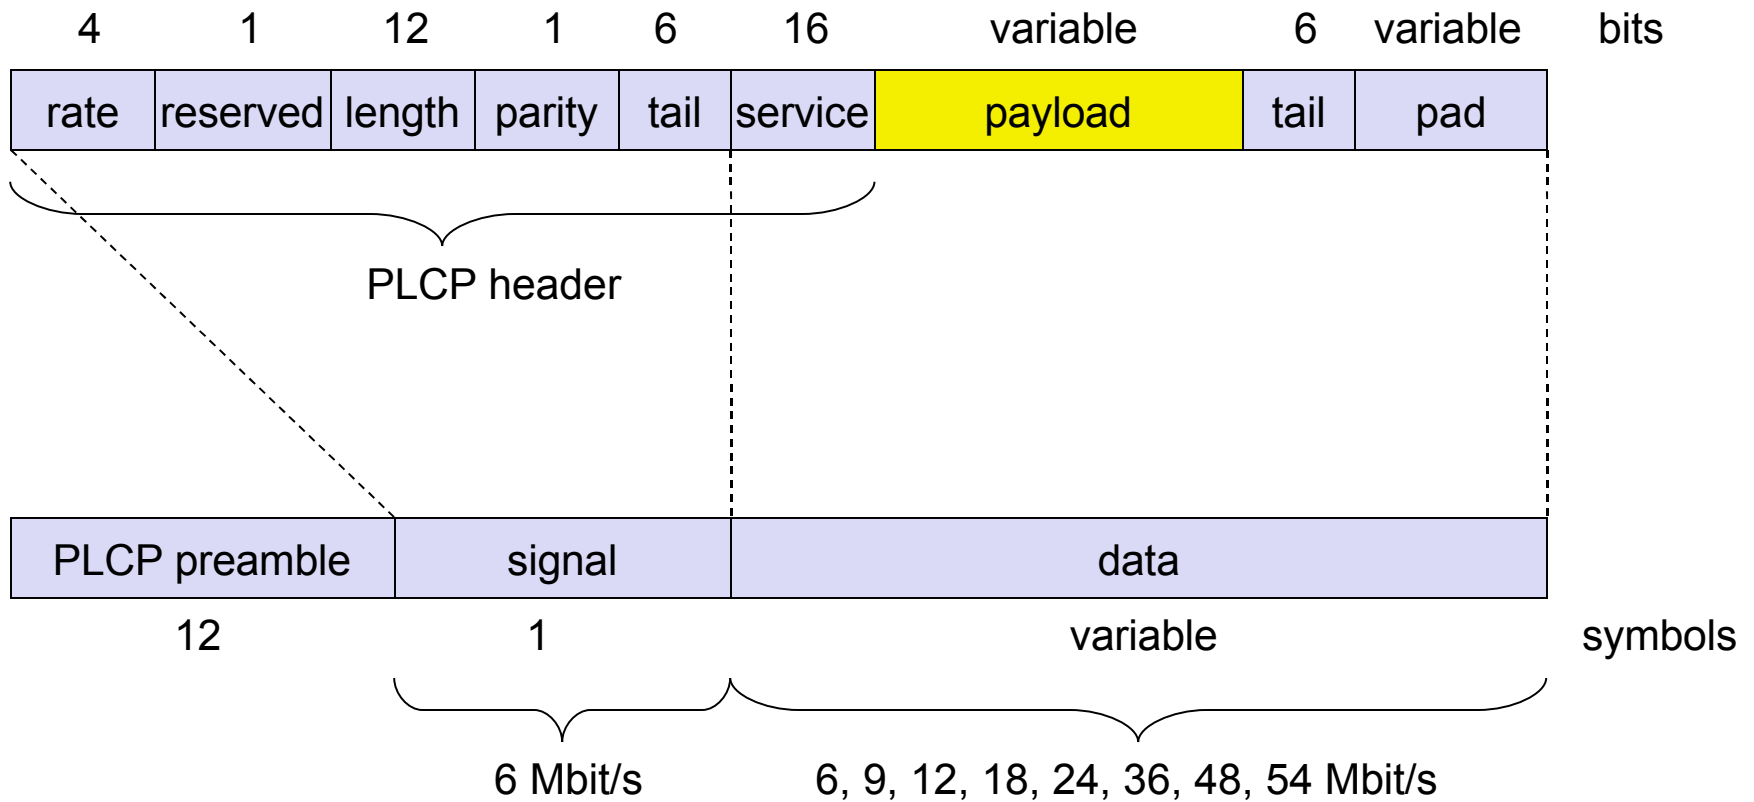 4 1 12 1 6 16 variable 6 variable bits
rate reserved length parity tail service payload tail pad
PLCP header
PLCP preamble signal data
12 1 variable symbols
6 Mbit/s 6, 9, 12, 18, 24, 36, 48, 54 Mbit/s